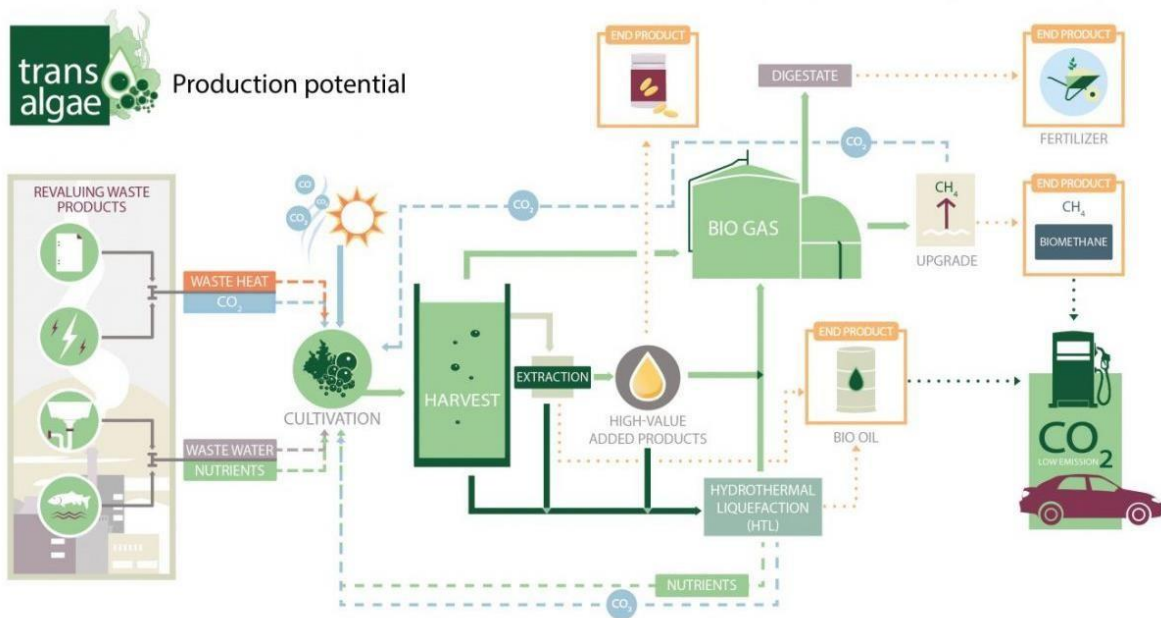 trans
algae
Production potential
REVALUING WASTE
PRODUCTS
WASTE HEAT
CO₂
WASTE WATER
NUTRIENTS
CO
CO₂
CO₂
CULTIVATION
HARVEST
EXTRACTION
HIGH-VALUE
ADDED PRODUCTS
END PRODUCT
DIGESTATE
END PRODUCT
FERTILIZER
CO₂
CO₂
BIO GAS
CH₄
UPGRADE
END PRODUCT
CH₄
BIOMETHANE
END PRODUCT
BIO OIL
HYDROTHERMAL
LIQUEFACTION
(HTL)
NUTRIENTS
CO₂
CO₂
LOW EMISSION